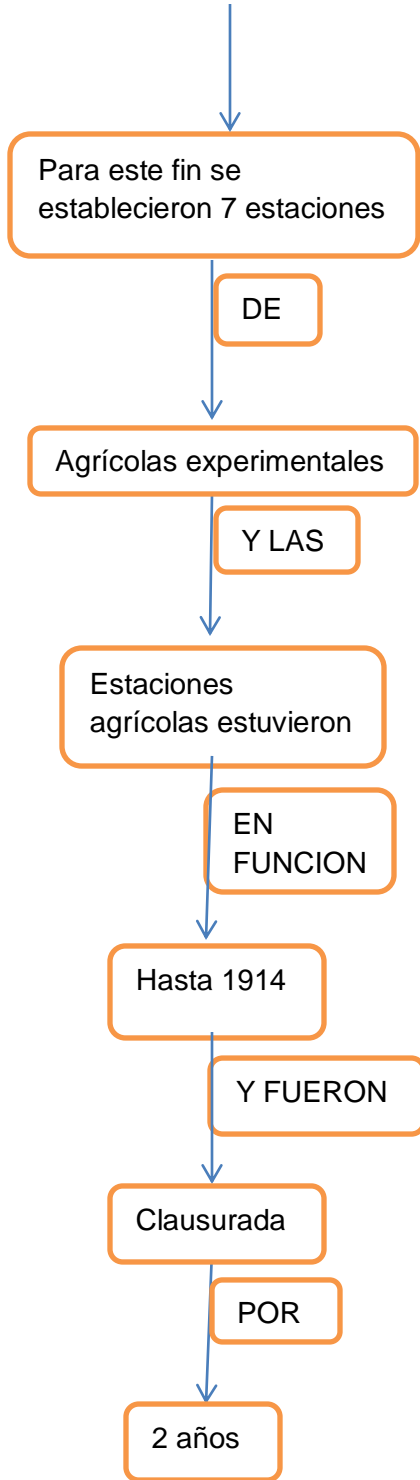 Para este fin se
establecieron 7 estaciones
DE
Agrícolas experimentales
Y LAS
Estaciones
agrícolas estuvieron
EN
FUNCION
Hasta 1914
Y FUERON
Clausurada
POR
2 años